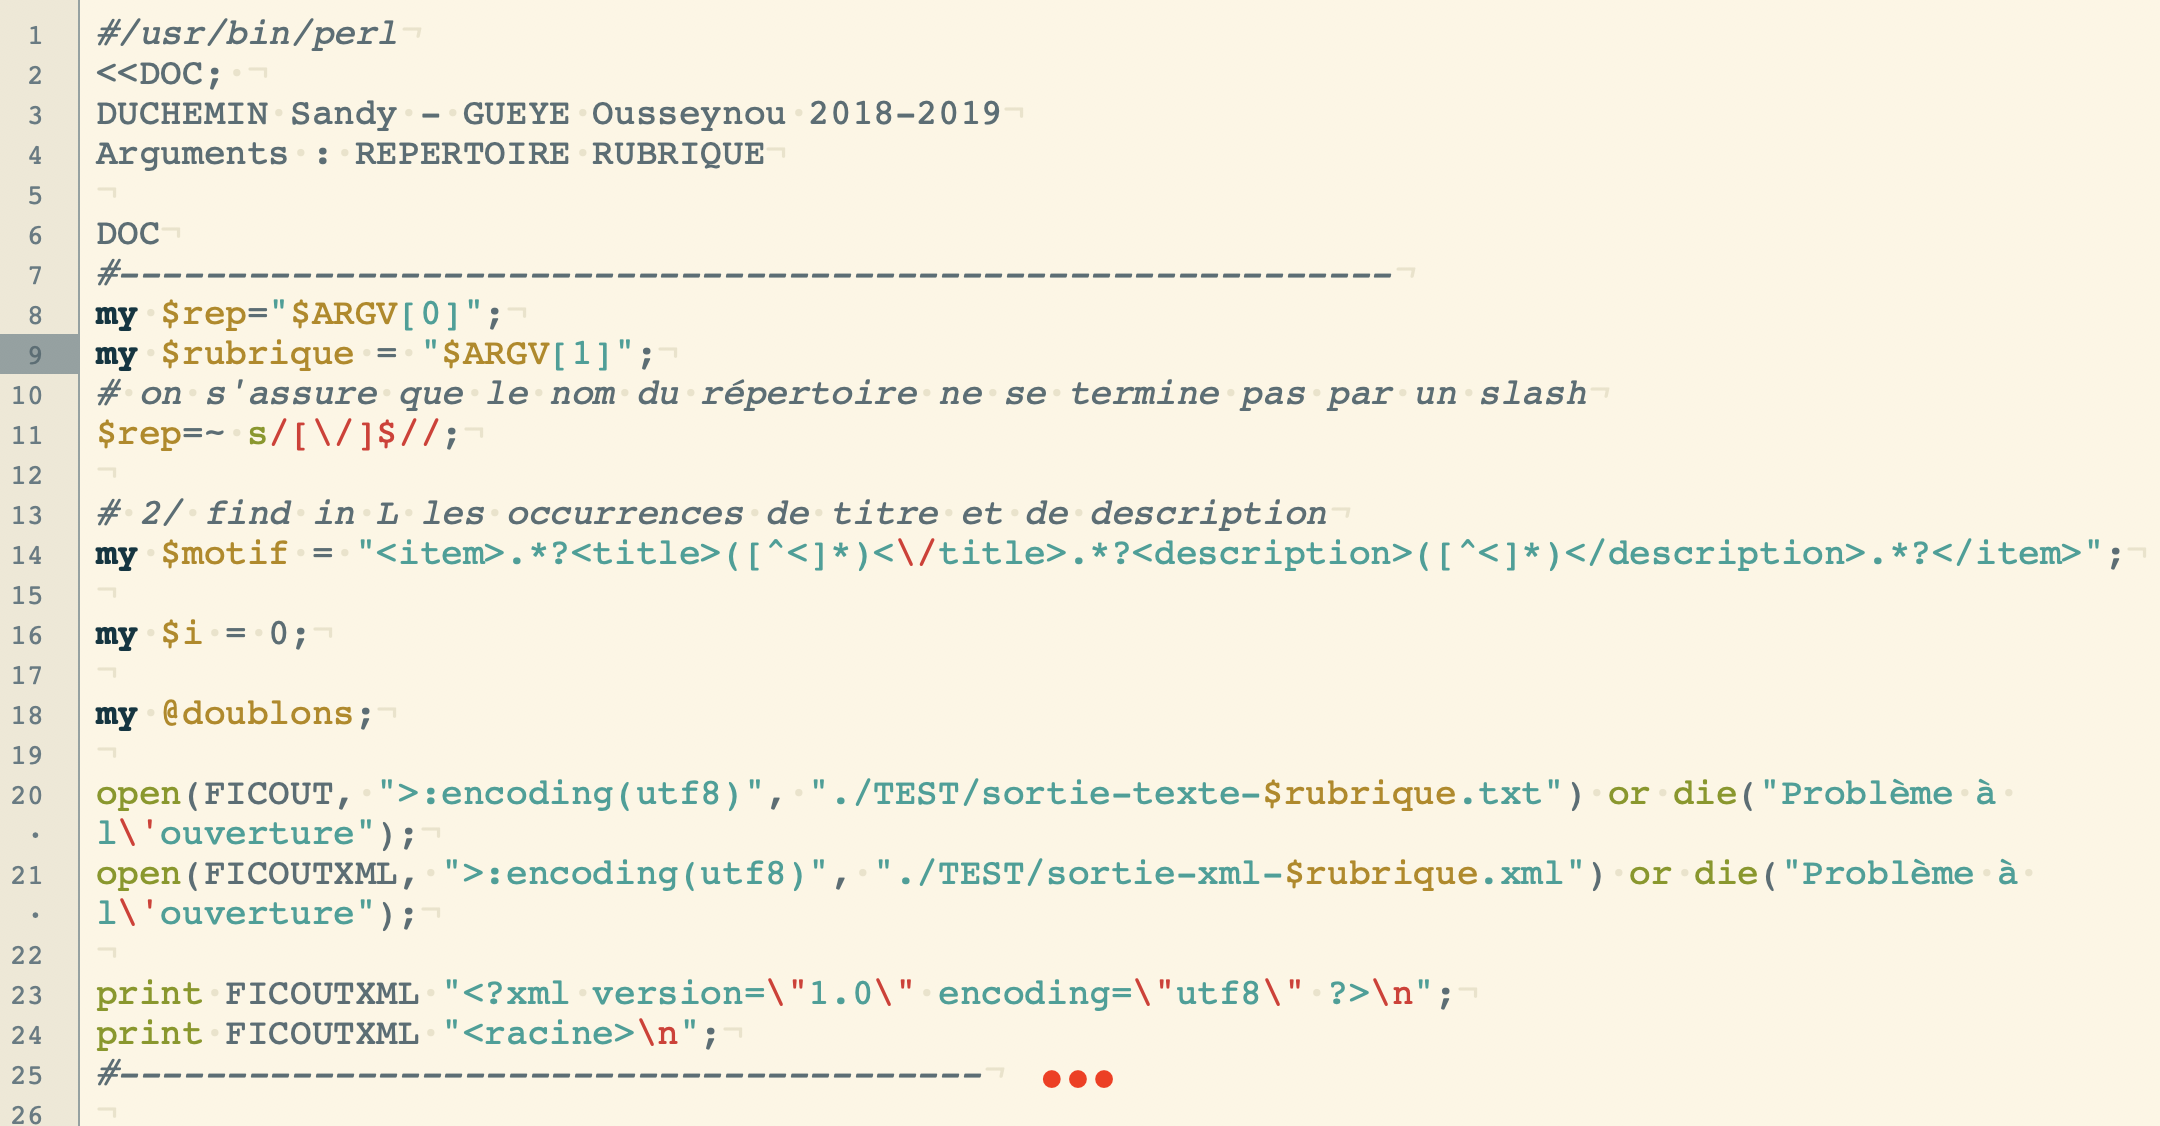 1 #/usr/bin/perl
2 <<DOC;
3 DUCHEMIN Sandy - GUEYE Ousseynou 2018-2019
4 Arguments : REPERTOIRE RUBRIQUE
5
6 DOC
7 #-----------------------------------------------------------
8 my $rep="$ARGV[0]";
9 my $rubrique = "$ARGV[1]";
10 # on s'assure que le nom du répertoire ne se termine pas par un slash
11 $rep=~ s/[\/]$//;
12
13 # 2/ find in L les occurrences de titre et de description
14 my $motif = "<item>.*?<title>([^<]*)<\/title>.*?<description>([^<]*)</description>.*?</item>";
15
16 my $i = 0;
17
18 my @doublons;
19
20 open(FICOUT, ">:encoding(utf8)", "./TEST/sortie-texte-$rubrique.txt") or die("Problème à
l\'ouverture");
21 open(FICOUTXML, ">:encoding(utf8)", "./TEST/sortie-xml-$rubrique.xml") or die("Problème à
l\'ouverture");
22
23 print FICOUTXML "<?xml version=\"1.0\" encoding=\"utf8\" ?>\n";
24 print FICOUTXML "<racine>\n";
25 #----------------------------------------
26